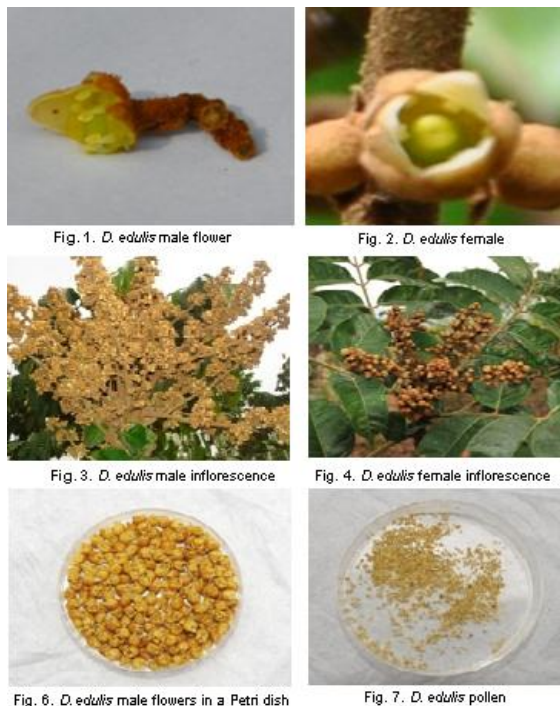 Fig. 1. D. edulis male flower
Fig. 2. D. edulis female
Fig. 3. D. edulis male inflorescence
Fig. 4. D. edulis female inflorescence
Fig. 6. D. edulis male flowers in a Petri dish
Fig. 7. D. edulis pollen